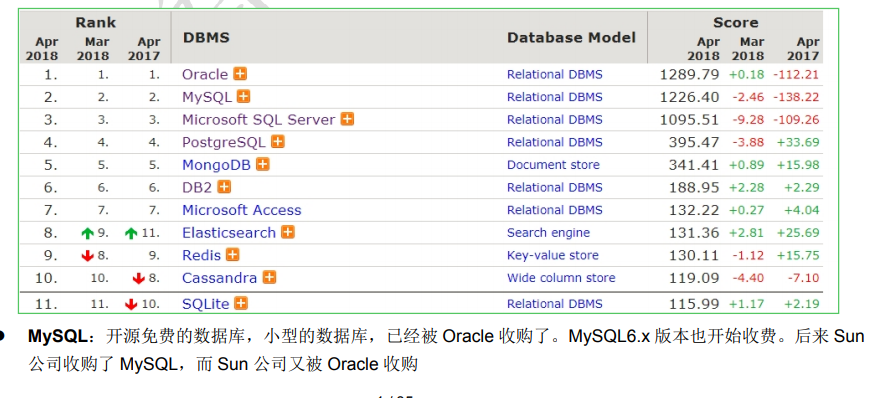 Rank Score
Apr 2018 Mar 2018 Apr 2017 DBMS Database Model Apr 2018 Mar 2018 Apr 2017
1. 1. 1. Oracle Relational DBMS 1289.79 +0.18 -112.21
2. 2. 2. MySQL Relational DBMS 1226.40 -2.46 -138.22
3. 3. 3. Microsoft SQL Server Relational DBMS 1095.51 -9.28 -109.26
4. 4. 4. PostgreSQL Relational DBMS 395.47 -3.88 +33.69
5. 5. 5. MongoDB Document store 341.41 +0.89 +15.98
6. 6. 6. DB2 Relational DBMS 188.95 +2.28 +2.29
7. 7. 7. Microsoft Access Relational DBMS 132.22 +0.27 +4.04
8. 9. 11. Elasticsearch Search engine 131.36 +2.81 +25.69
9. 8. 9. Redis Key-value store 130.11 -1.12 +15.75
10. 10. 8. Cassandra Wide column store 119.09 -4.40 -7.10
11. 11. 10. SQLite Relational DBMS 115.99 +1.17 +2.19
● MySQL：开源免费的数据库，小型的数据库，已经被 Oracle 收购了。MySQL6.x 版本也开始收费。后来 Sun
公司收购了 MySQL，而 Sun 公司又被 Oracle 收购